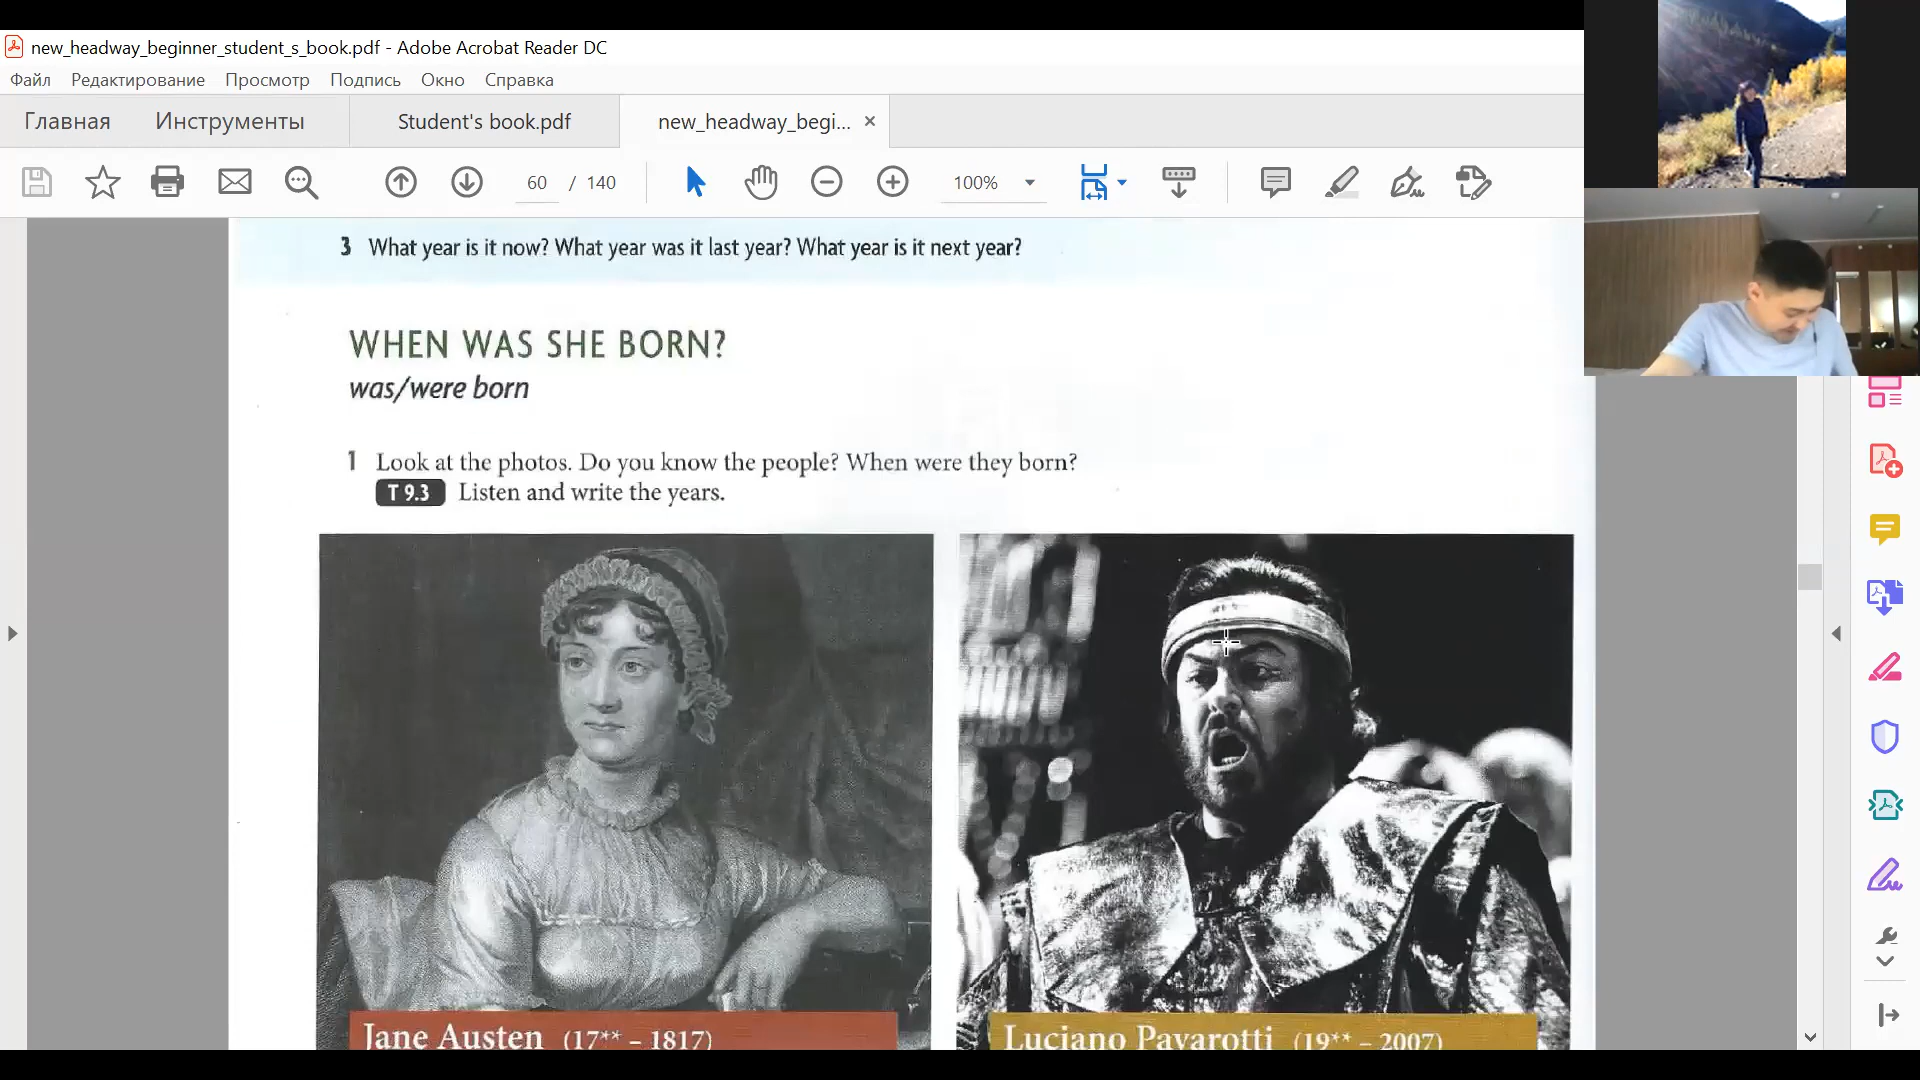 new_headway_beginner_student_s_book.pdf - Adobe Acrobat Reader DC
Файл Редактирование Просмотр Подпись Окно Справка
Главная Инструменты Student's book.pdf new_headway_begi... ×
60 / 140 100%
3 What year is it now? What year was it last year? What year is it next year?
WHEN WAS SHE BORN?
was/were born
1 Look at the photos. Do you know the people? When were they born?
T 9.3 Listen and write the years.
Jane Austen (17** – 1817)
Luciano Pavarotti (19** – 2007)